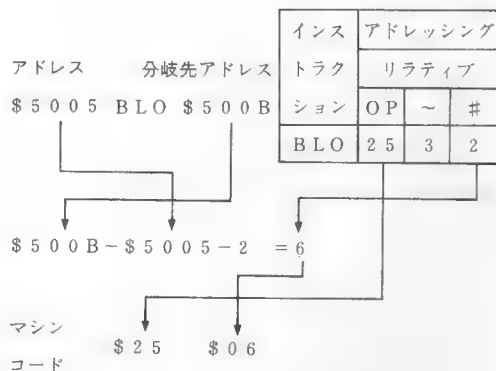 インス アドレッシング
アドレス 分岐先アドレス トラク リラティブ
$5005 BLO $500B ション OP ~ #
BLO 25 3 2
$500B-$5005-2 =6
マシン $25 $06
コード